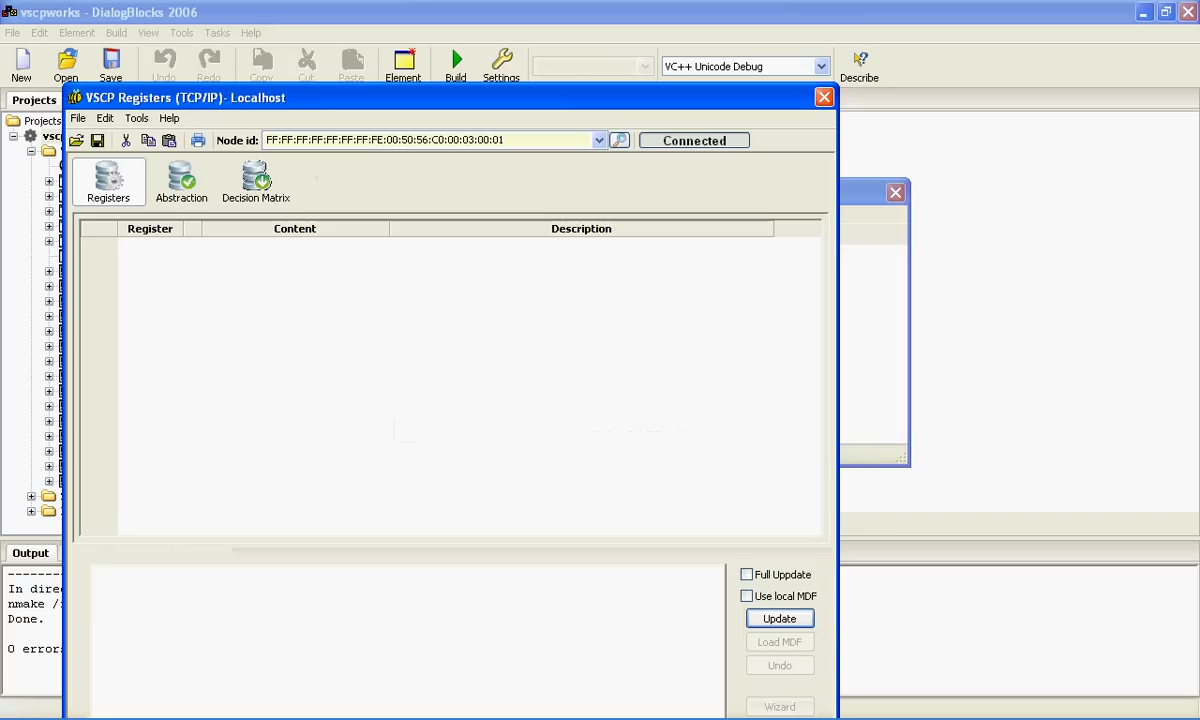 vscpworks - DialogBlocks 2006
File Edit Element Build View Tools Tasks Help
New Open Save Undo Redo Copy Cut Paste Element Build Settings VC++ Unicode Debug Describe
Projects
Projects
VSCP Registers (TCP/IP)- Localhost
File Edit Tools Help
Node id: FF:FF:FF:FF:FF:FF:FF:FE:00:50:56:C0:00:03:00:01 Connected
Registers Abstraction Decision Matrix
Register Content Description
Output
Full Uppdate
In dire
Use local MDF
nmake /
Done.
Update
Load MDF
0 error
Undo
Wizard